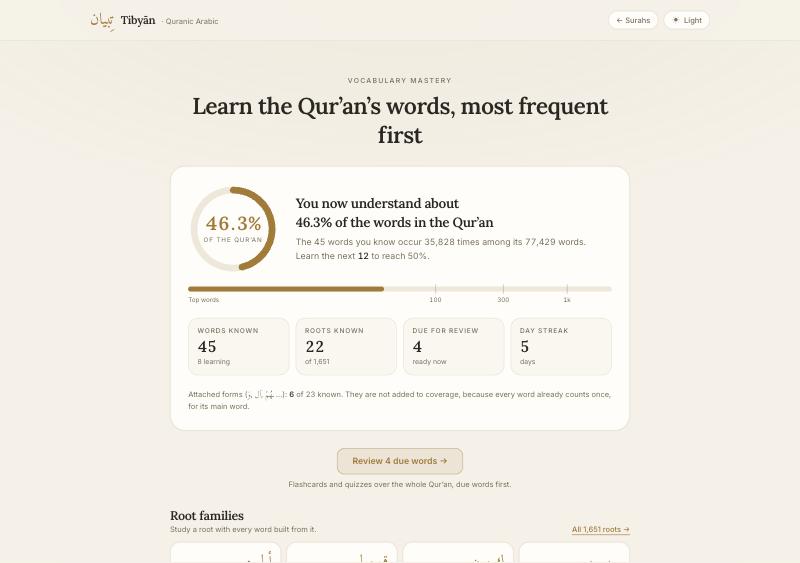 تِبيان Tibyān · Quranic Arabic
← Surahs
☀ Light
VOCABULARY MASTERY
Learn the Qur’an’s words, most frequent
first
46.3%
OF THE QUR’AN
You now understand about
46.3% of the words in the Qur’an
The 45 words you know occur 35,828 times among its 77,429 words.
Learn the next 12 to reach 50%.
Top words
100
300
1k
WORDS KNOWN
45
8 learning
ROOTS KNOWN
22
of 1,651
DUE FOR REVIEW
4
ready now
DAY STREAK
5
days
Attached forms ( …): 6 of 23 known. They are not added to coverage, because every word already counts once,
for its main word.
Review 4 due words →
Flashcards and quizzes over the whole Qur’an, due words first.
Root families
Study a root with every word built from it.
All 1,651 roots →